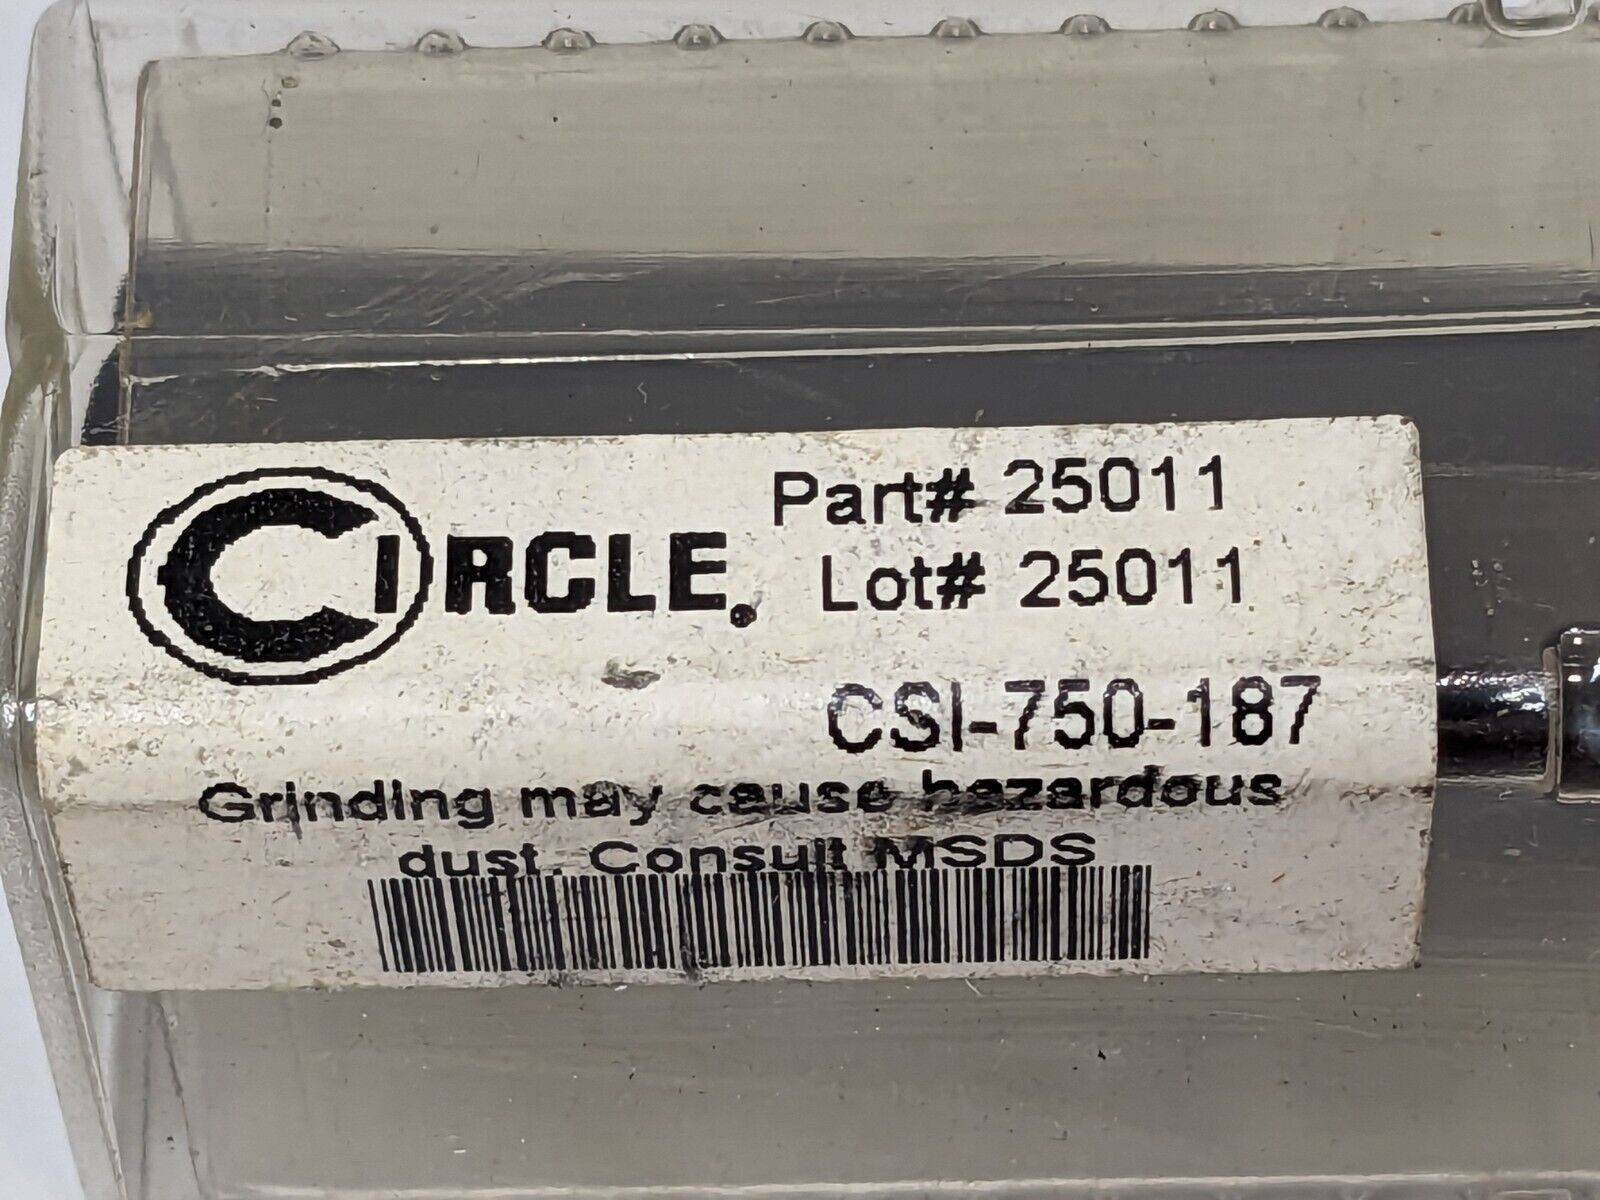 CIRCLE®
Part# 25011
Lot# 25011
CSI-750-187
Grinding may cause hazardous
dust. Consult MSDS